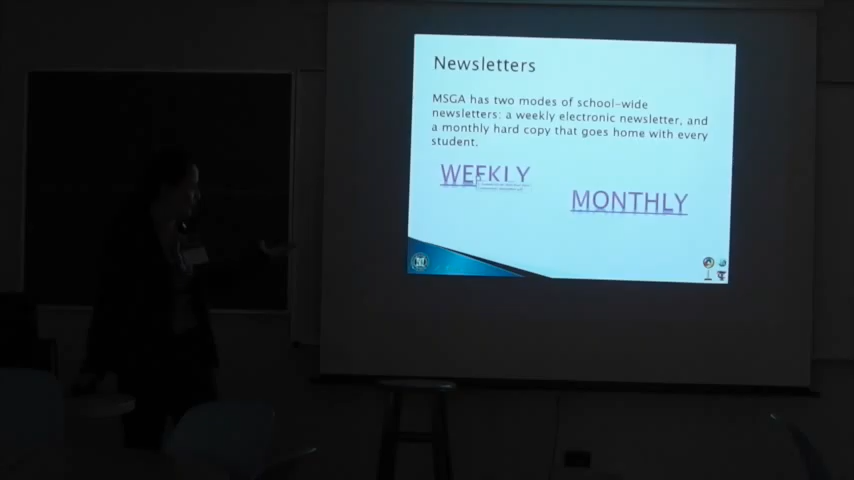 Newsletters
MSGA has two modes of school-wide
newsletters: a weekly electronic newsletter, and
a monthly hard copy that goes home with every
student.
WEEKLY
MONTHLY